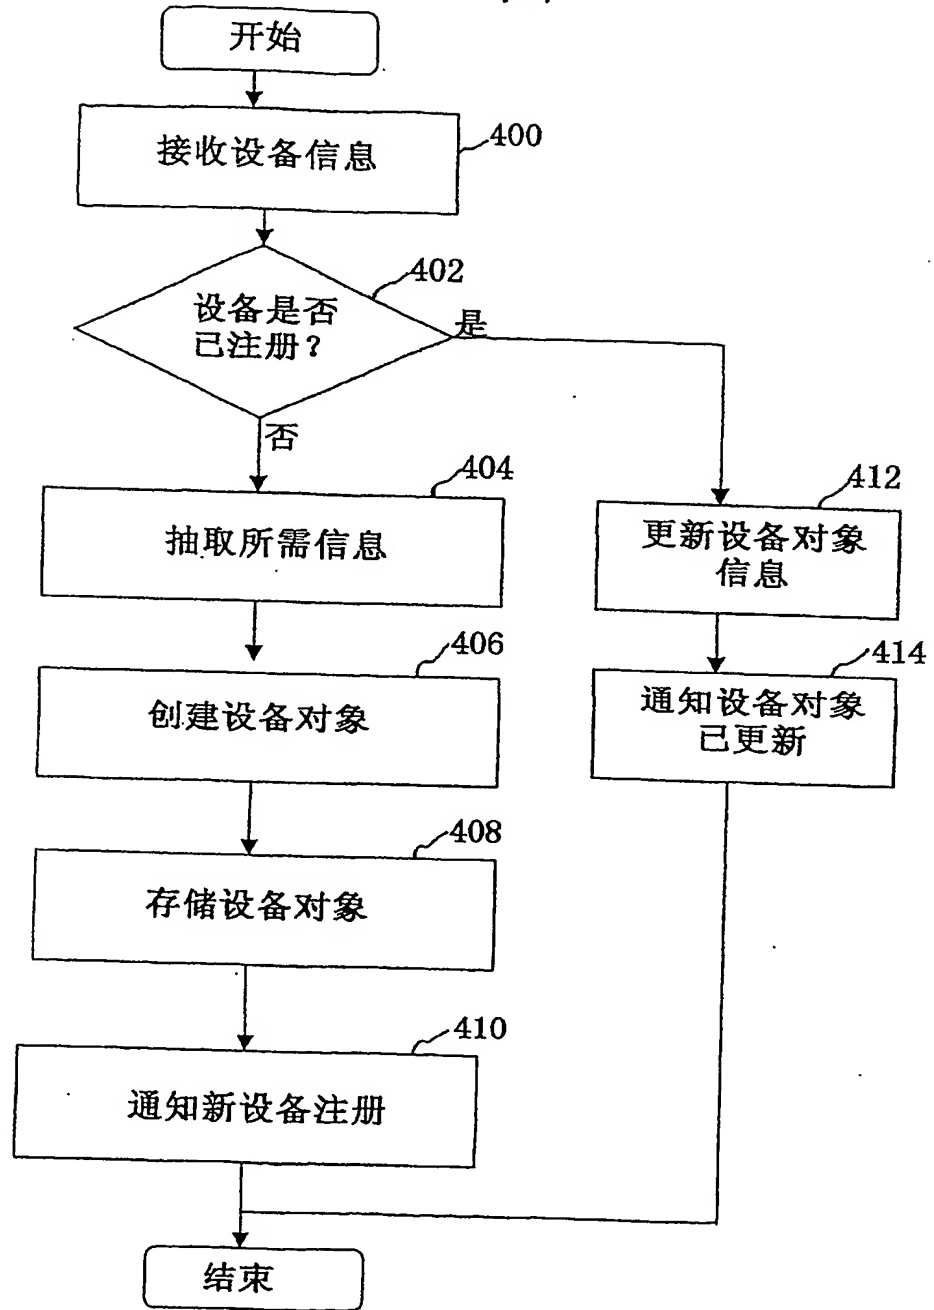 开始
接收设备信息
400
402
设备是否
已注册？
是
否
404
抽取所需信息
412
更新设备对象
信息
406
创建设备对象
414
通知设备对象
已更新
408
存储设备对象
410
通知新设备注册
结束